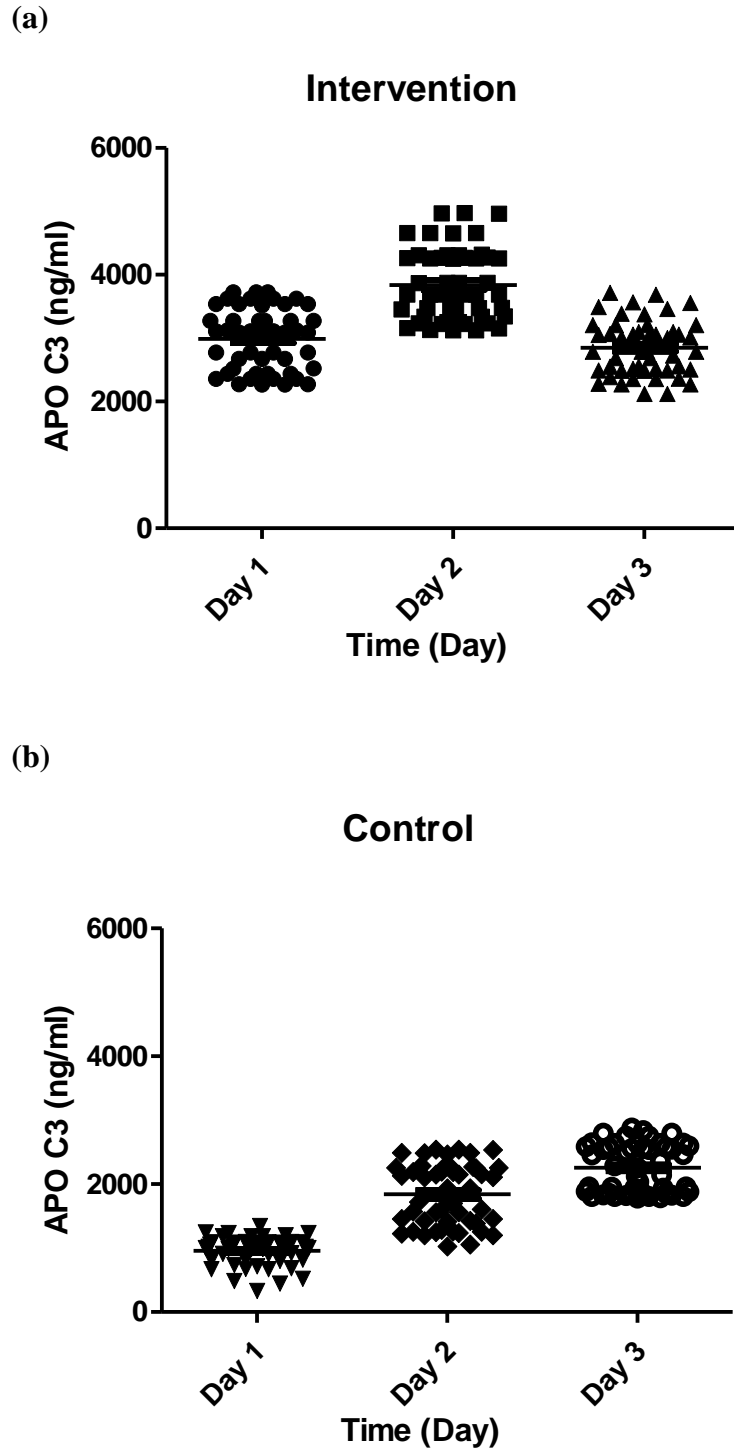 (a)
Intervention
6000
4000
2000
0
APO C3 (ng/ml)
Day 1
Day 2
Day 3
Time (Day)
(b)
Control
6000
4000
2000
0
APO C3 (ng/ml)
Day 1
Day 2
Day 3
Time (Day)